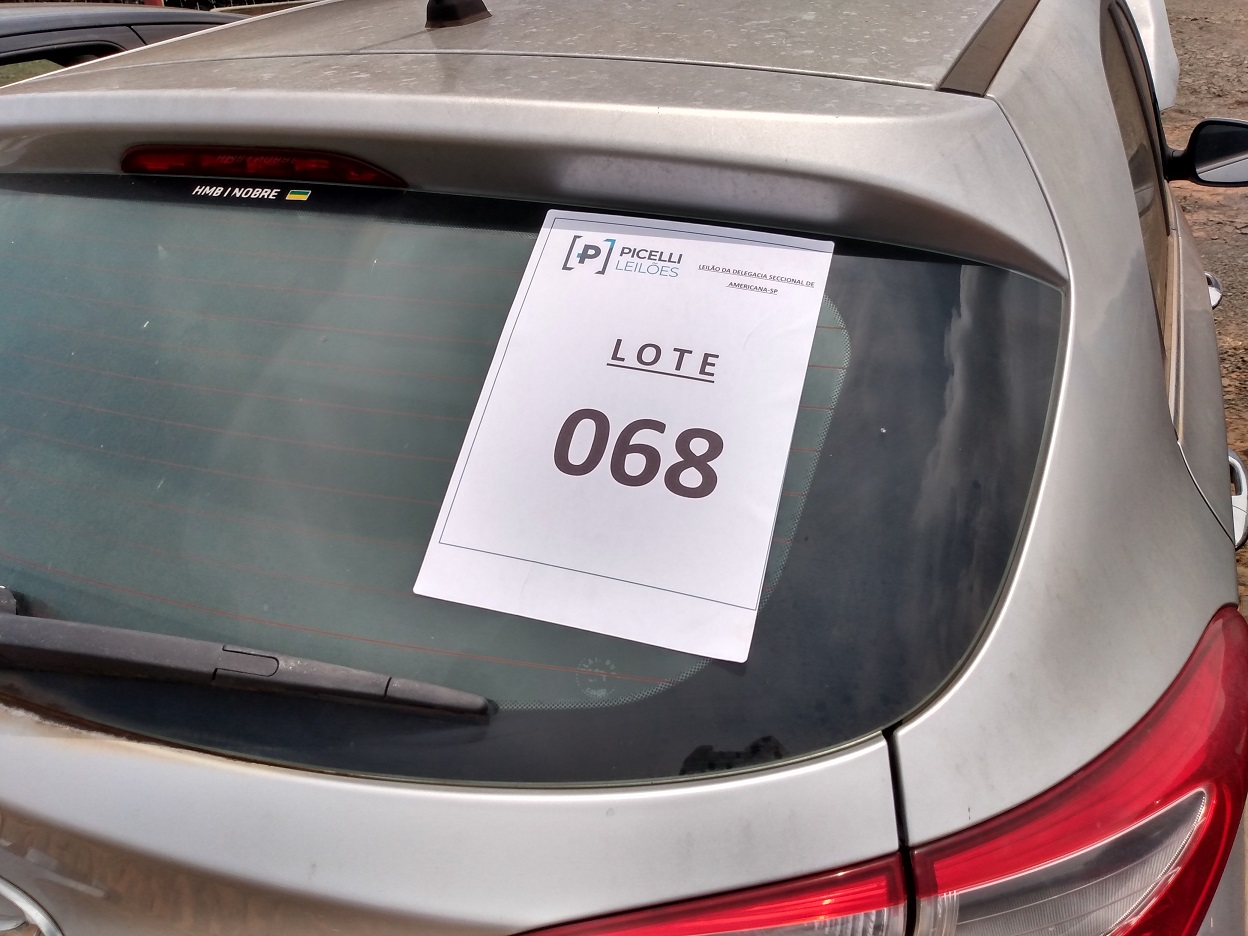 HMB | NOBRE
[P] PICELLI
LEILÕES
LEILÃO DA DELEGACIA SECCIONAL DE
AMERICANA-SP
LOTE
068